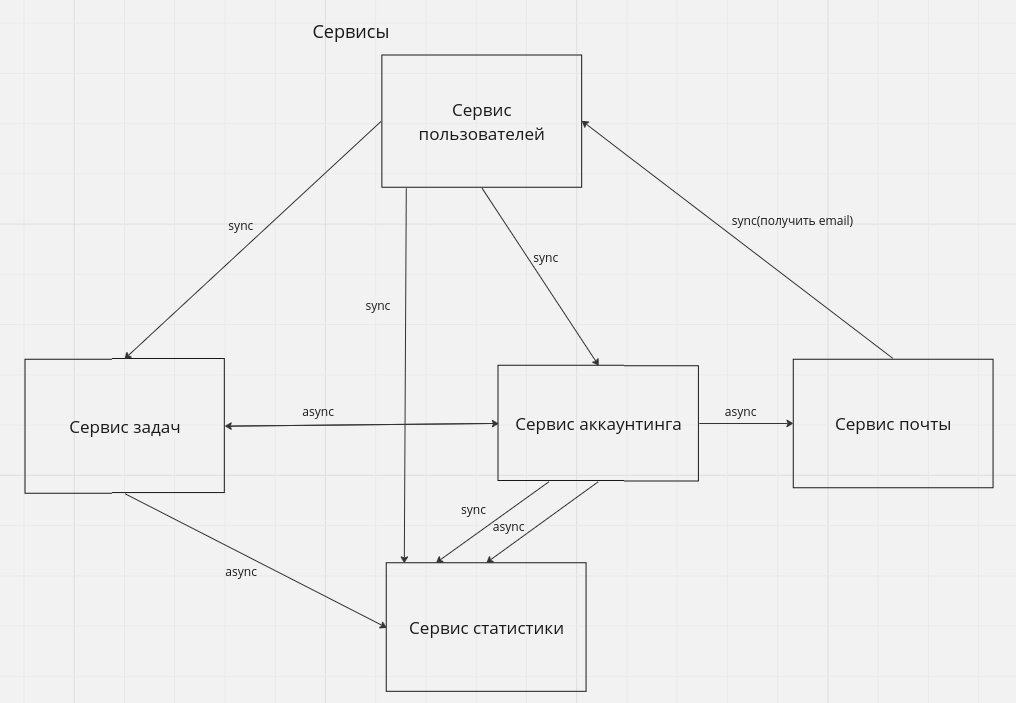 Сервисы
Сервис
пользователей
sync
sync(получить email)
sync
sync
async
async
Сервис задач
Сервис аккаунтинга
Сервис почты
sync
async
async
Сервис статистики